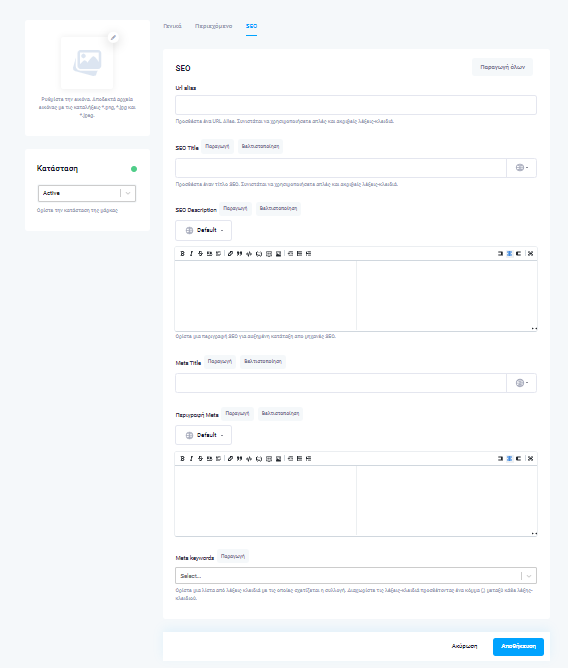 Γενικά Περιεχόμενο SEO
Ρυθμίστε την εικόνα. Αποδεκτά αρχεία
εικόνας με τις καταλήξεις *.png, *.jpg και
*.jpeg.
Κατάσταση
Active
Ορίστε την κατάσταση της μάρκας
SEO
Παραγωγή όλων
Url alias
Προσθέστε ένα URL Alias. Συνιστάται να χρησιμοποιήσετε απλές και ακριβείς λέξεις-κλειδιά.
SEO Title Παραγωγή Βελτιστοποίηση
Προσθέστε έναν τίτλο SEO. Συνιστάται να χρησιμοποιήσετε απλές και ακριβείς λέξεις-κλειδιά.
SEO Description Παραγωγή Βελτιστοποίηση
Default
Ορίστε μια περιγραφή SEO για αυξημένη κατάταξη στις μηχανές SEO.
Meta Title Παραγωγή Βελτιστοποίηση
Περιγραφή Meta Παραγωγή Βελτιστοποίηση
Default
Meta keywords Παραγωγή
Select...
Ορίστε μια λίστα από λέξεις κλειδιά με τις οποίες σχετίζεται η συλλογή. Διαχωρίστε τις λέξεις-κλειδιά προσθέτοντας ένα κόμμα (,) μεταξύ κάθε λέξης-
κλειδιού.
Ακύρωση Αποθήκευση